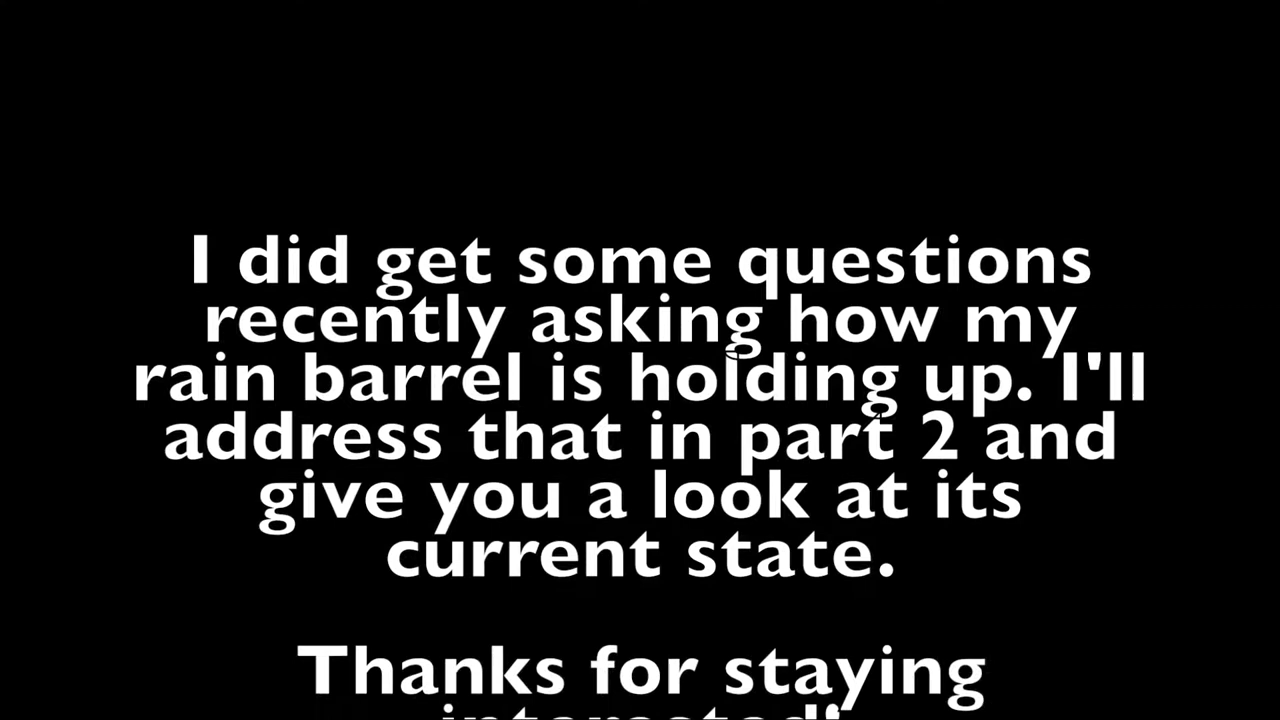 I did get some questions
recently asking how my
rain barrel is holding up. I'll
address that in part 2 and
give you a look at its
current state.
Thanks for staying